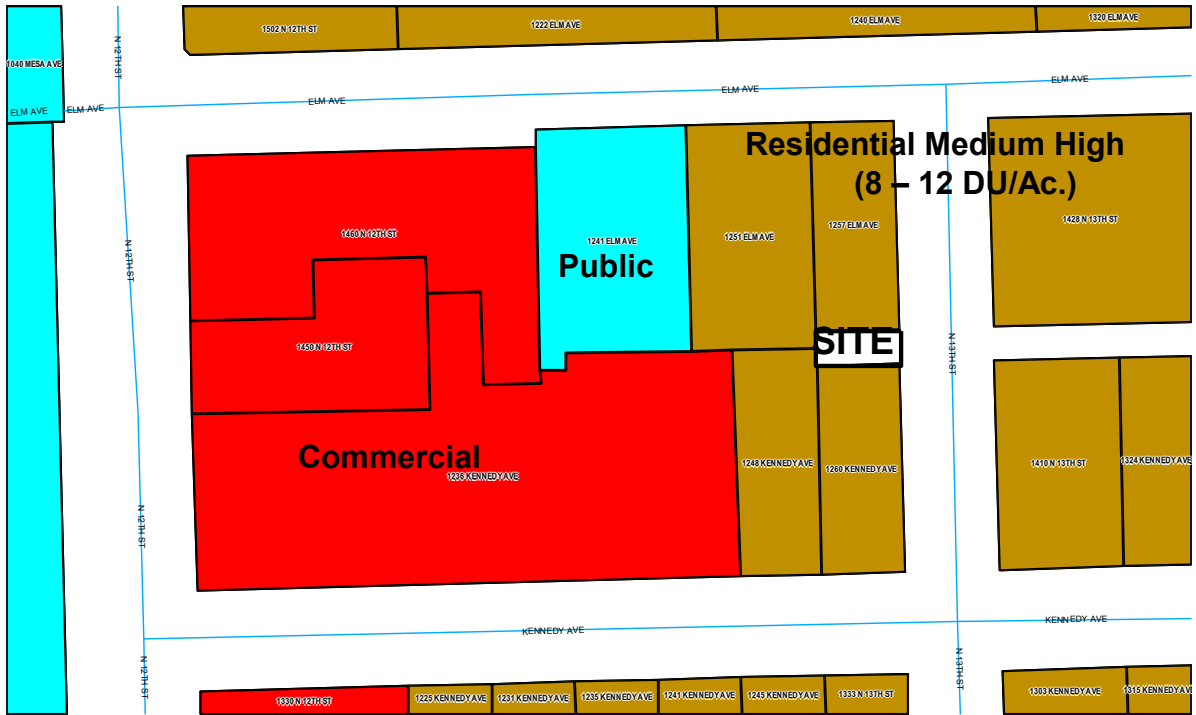 1502 N 12TH ST
1222 ELM AVE
1240 ELM AVE
1320 ELM AVE
N 12TH ST
1040 MESA AVE
ELM AVE
ELM AVE
ELM AVE
ELM AVE
ELM AVE
Residential Medium High
(8 – 12 DU/Ac.)
1428 N 13TH ST
1460 N 12TH ST
1241 ELM AVE
1251 ELM AVE
1257 ELM AVE
Public
N 12TH ST
1450 N 12TH ST
SITE
N 13TH ST
Commercial
1236 KENNEDY AVE
1248 KENNEDY AVE
1260 KENNEDY AVE
1410 N 13TH ST
1324 KENNEDY AVE
N 12TH ST
KENNEDY AVE
KENNEDY AVE
N 12TH ST
N 13TH ST
1330 N 12TH ST
1225 KENNEDY AVE
1231 KENNEDY AVE
1235 KENNEDY AVE
1241 KENNEDY AVE
1245 KENNEDY AVE
1333 N 13TH ST
1303 KENNEDY AVE
1315 KENNEDY AVE